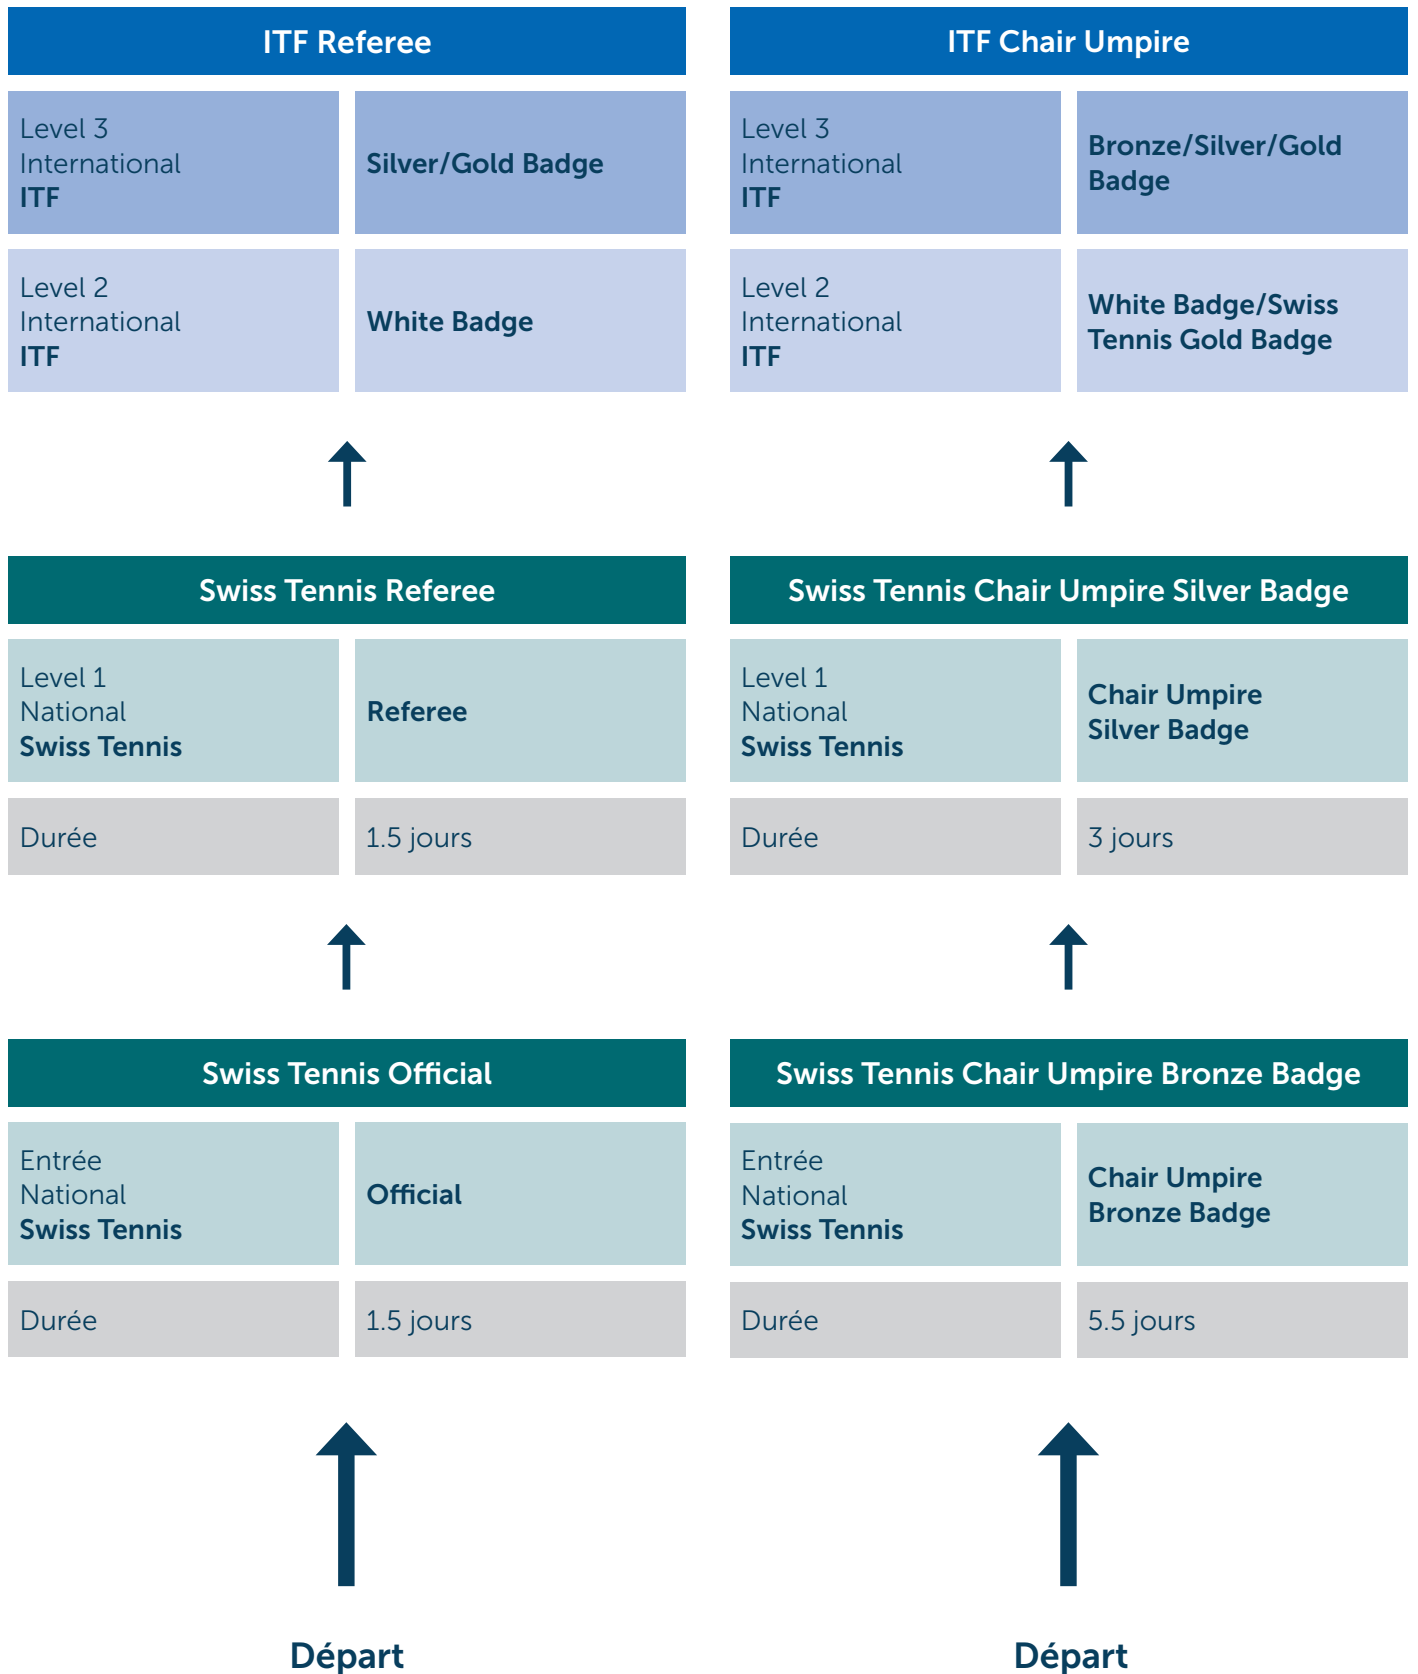 ITF Referee
Level 3
International
ITF
Silver/Gold Badge
Level 2
International
ITF
White Badge
Swiss Tennis Referee
Level 1
National
Swiss Tennis
Referee
Durée
1.5 jours
Swiss Tennis Official
Entrée
National
Swiss Tennis
Official
Durée
1.5 jours
Départ
ITF Chair Umpire
Level 3
International
ITF
Bronze/Silver/Gold
Badge
Level 2
International
ITF
White Badge/Swiss
Tennis Gold Badge
Swiss Tennis Chair Umpire Silver Badge
Level 1
National
Swiss Tennis
Chair Umpire
Silver Badge
Durée
3 jours
Swiss Tennis Chair Umpire Bronze Badge
Entrée
National
Swiss Tennis
Chair Umpire
Bronze Badge
Durée
5.5 jours
Départ